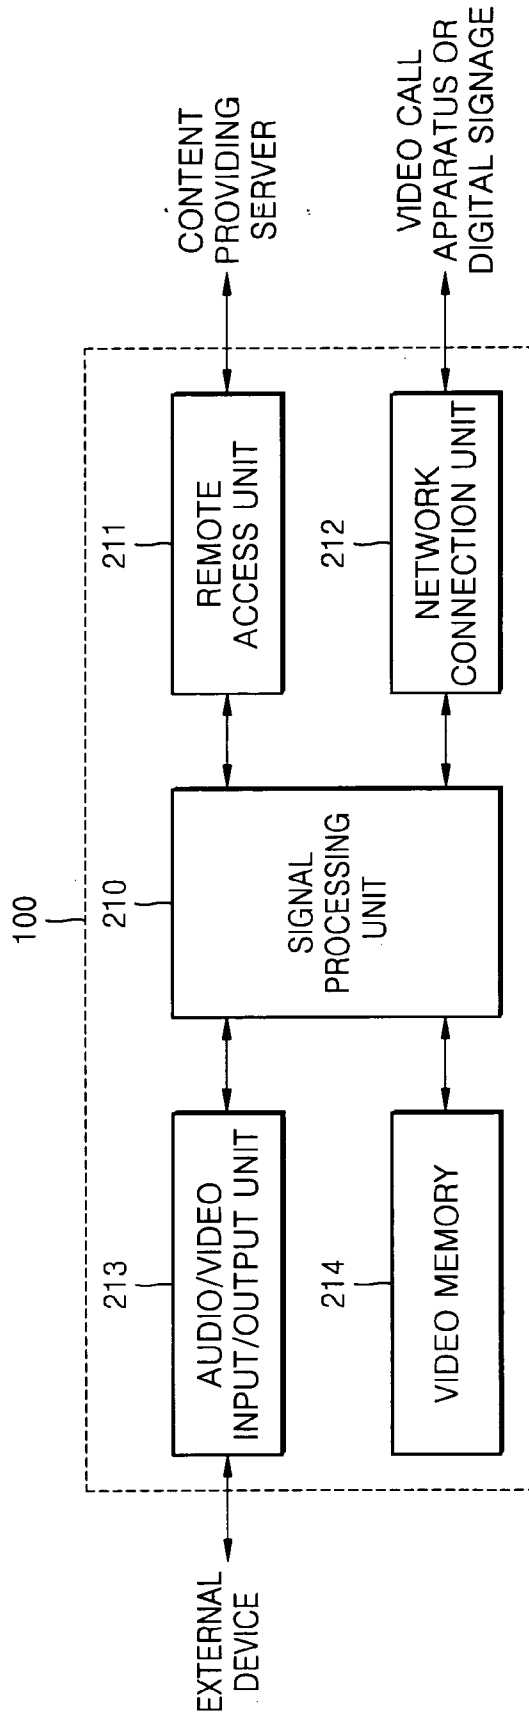 100
EXTERNAL
DEVICE
213
AUDIO/VIDEO
INPUT/OUTPUT UNIT
214
VIDEO MEMORY
210
SIGNAL
PROCESSING
UNIT
211
REMOTE
ACCESS UNIT
212
NETWORK
CONNECTION UNIT
CONTENT
PROVIDING
SERVER
VIDEO CALL
APPARATUS OR
DIGITAL SIGNAGE